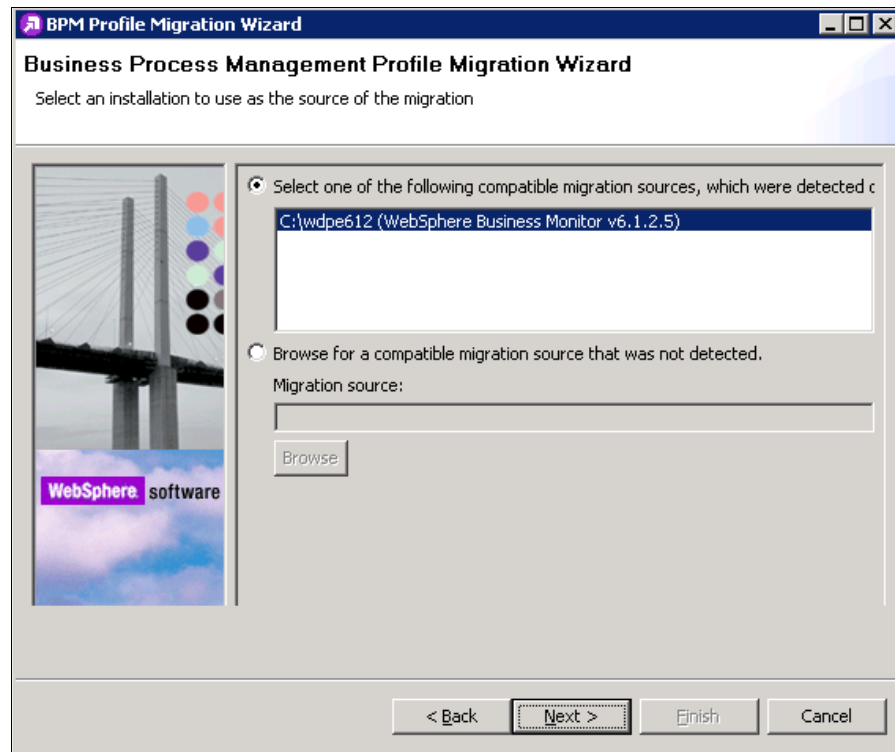 BPM Profile Migration Wizard
Business Process Management Profile Migration Wizard
Select an installation to use as the source of the migration
Select one of the following compatible migration sources, which were detected
C:\wdpe612 (WebSphere Business Monitor v6.1.2.5)
Browse for a compatible migration source that was not detected.
Migration source:
Browse
WebSphere software
< Back
Next >
Finish
Cancel